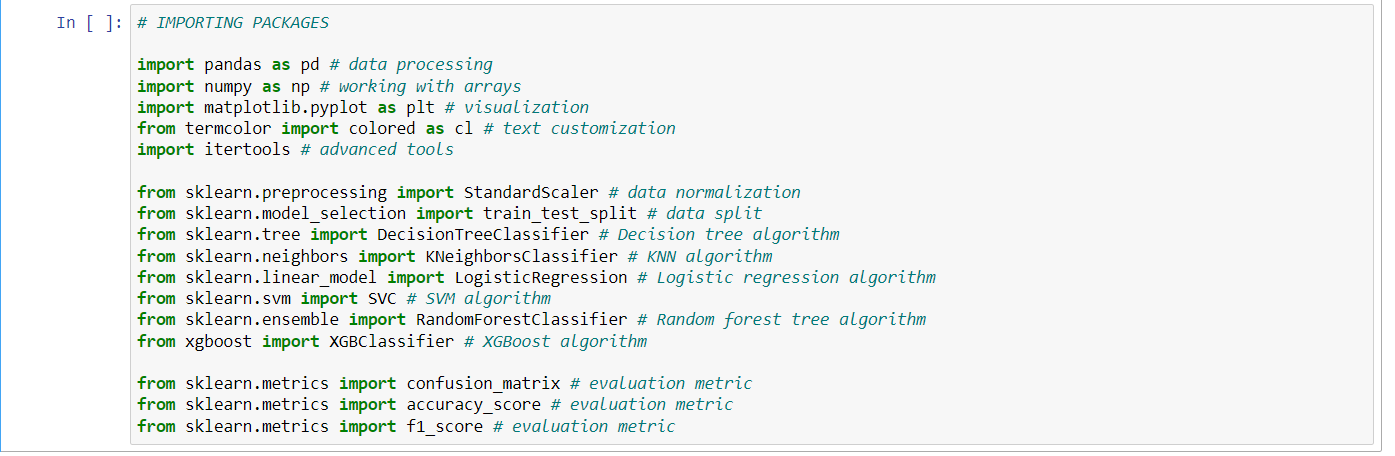 In [ ]: # IMPORTING PACKAGES
import pandas as pd # data processing
import numpy as np # working with arrays
import matplotlib.pyplot as plt # visualization
from termcolor import colored as cl # text customization
import itertools # advanced tools
from sklearn.preprocessing import StandardScaler # data normalization
from sklearn.model_selection import train_test_split # data split
from sklearn.tree import DecisionTreeClassifier # Decision tree algorithm
from sklearn.neighbors import KNeighborsClassifier # KNN algorithm
from sklearn.linear_model import LogisticRegression # Logistic regression algorithm
from sklearn.svm import SVC # SVM algorithm
from sklearn.ensemble import RandomForestClassifier # Random forest tree algorithm
from xgboost import XGBClassifier # XGBoost algorithm
from sklearn.metrics import confusion_matrix # evaluation metric
from sklearn.metrics import accuracy_score # evaluation metric
from sklearn.metrics import f1_score # evaluation metric